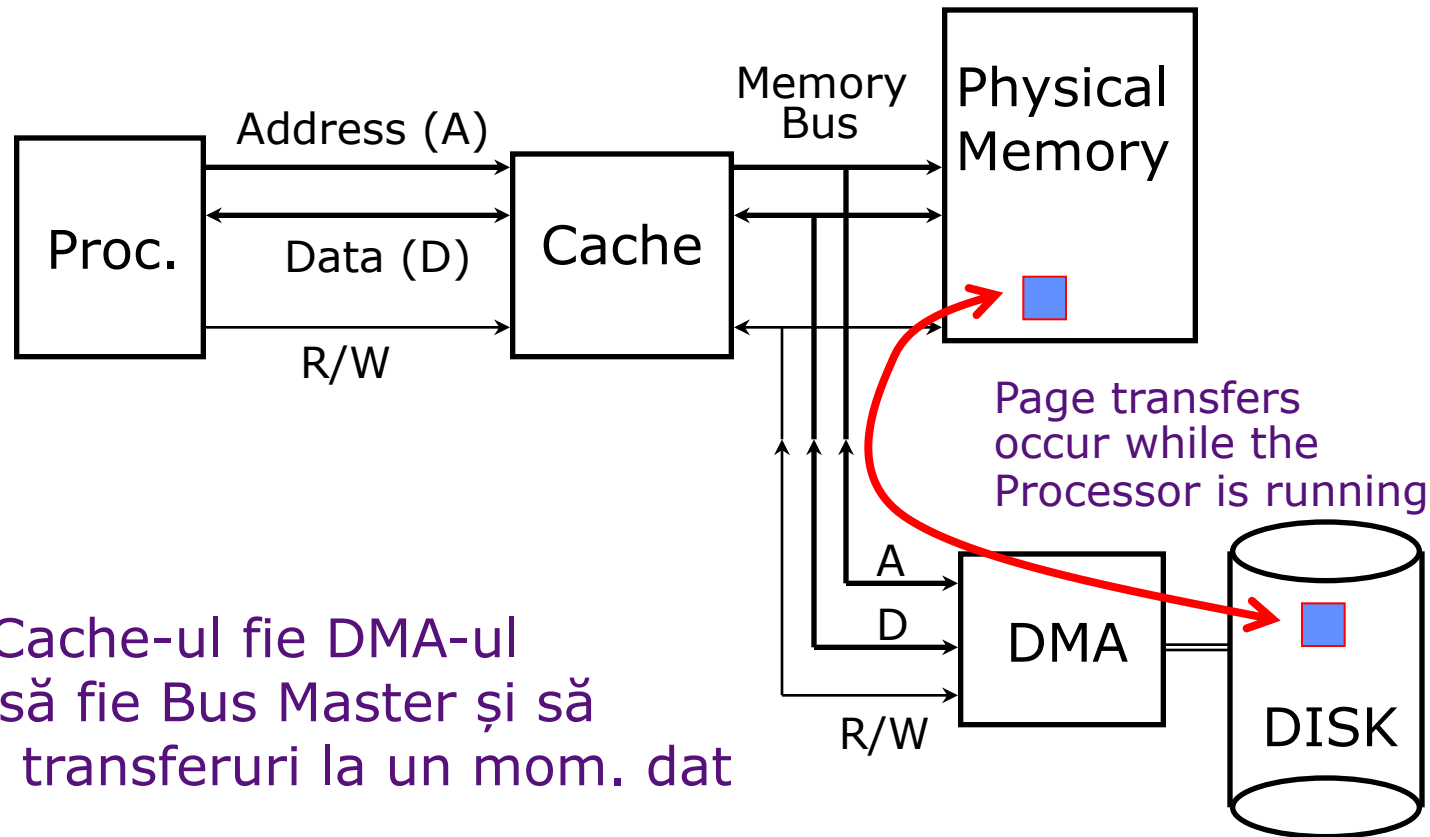 Memory
Bus
Physical
Memory
Address (A)
Proc.
Data (D)
Cache
R/W
Page transfers
occur while the
Processor is running
A
D
DMA
R/W
DISK
Cache-ul fie DMA-ul
să fie Bus Master și să
transferuri la un mom. dat